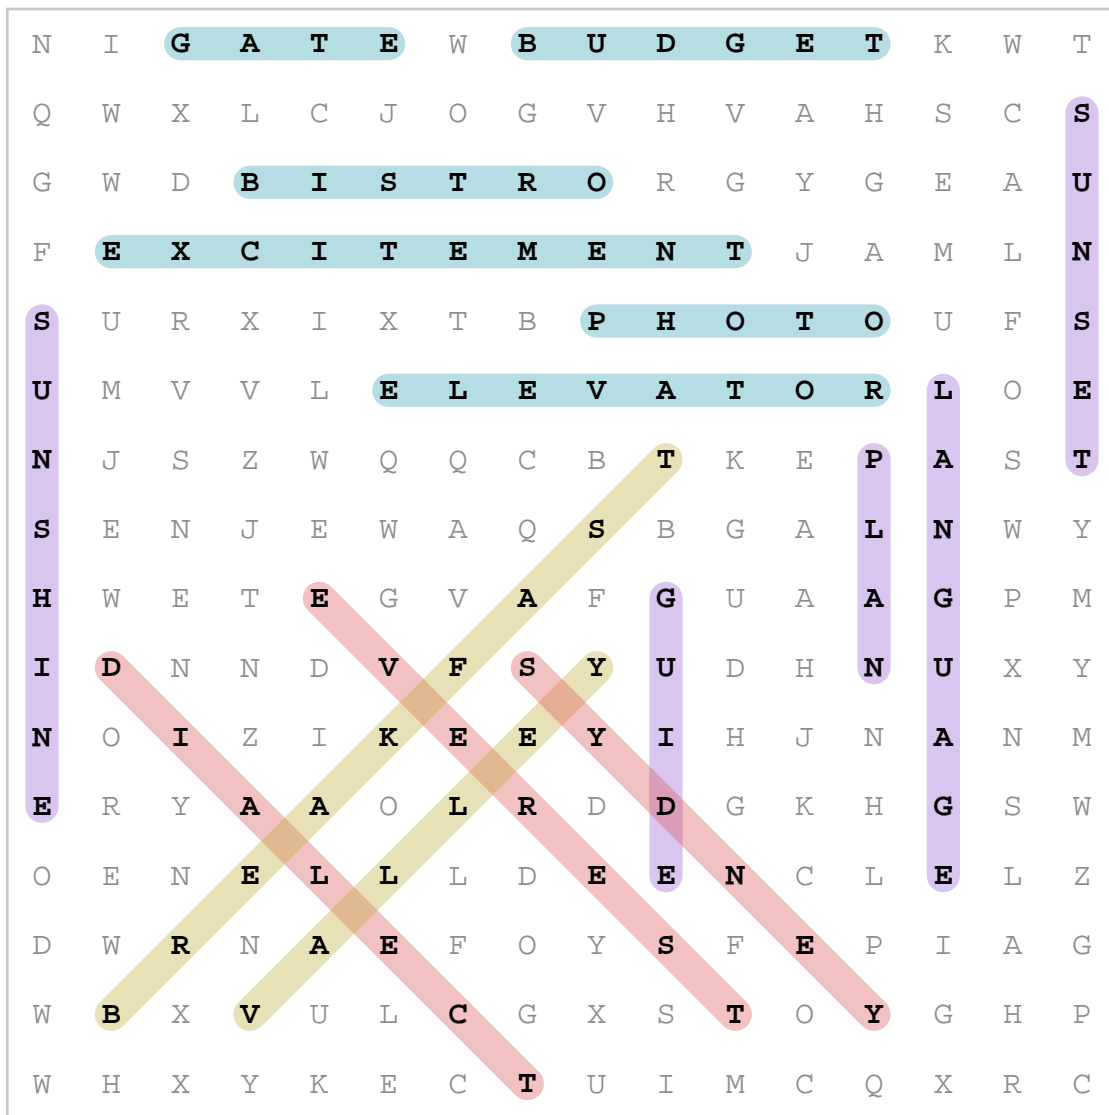 N I G A T E W B U D G E T K W T
Q W X L C J O G V H V A H S C S
G W D B I S T R O R G Y G E A U
F E X C I T E M E N T J A M L N
S U R X I X T B P H O T O U F S
U M V V L E L E V A T O R L O E
N J S Z W Q Q C B T K E P A S T
S E N J E W A Q S B G A L N W Y
H W E T E G V A F G U A A G P M
I D N N D V F S Y U D H N U X Y
N O I Z I K E E Y I H J N A N M
E R Y A A O L R D D G K H G S W
O E N E L L L D E E N C L E L Z
D W R N A E F O Y S F E P I A G
W B X V U L C G X S T O Y G H P
W H X Y K E C T U I M C Q X R C